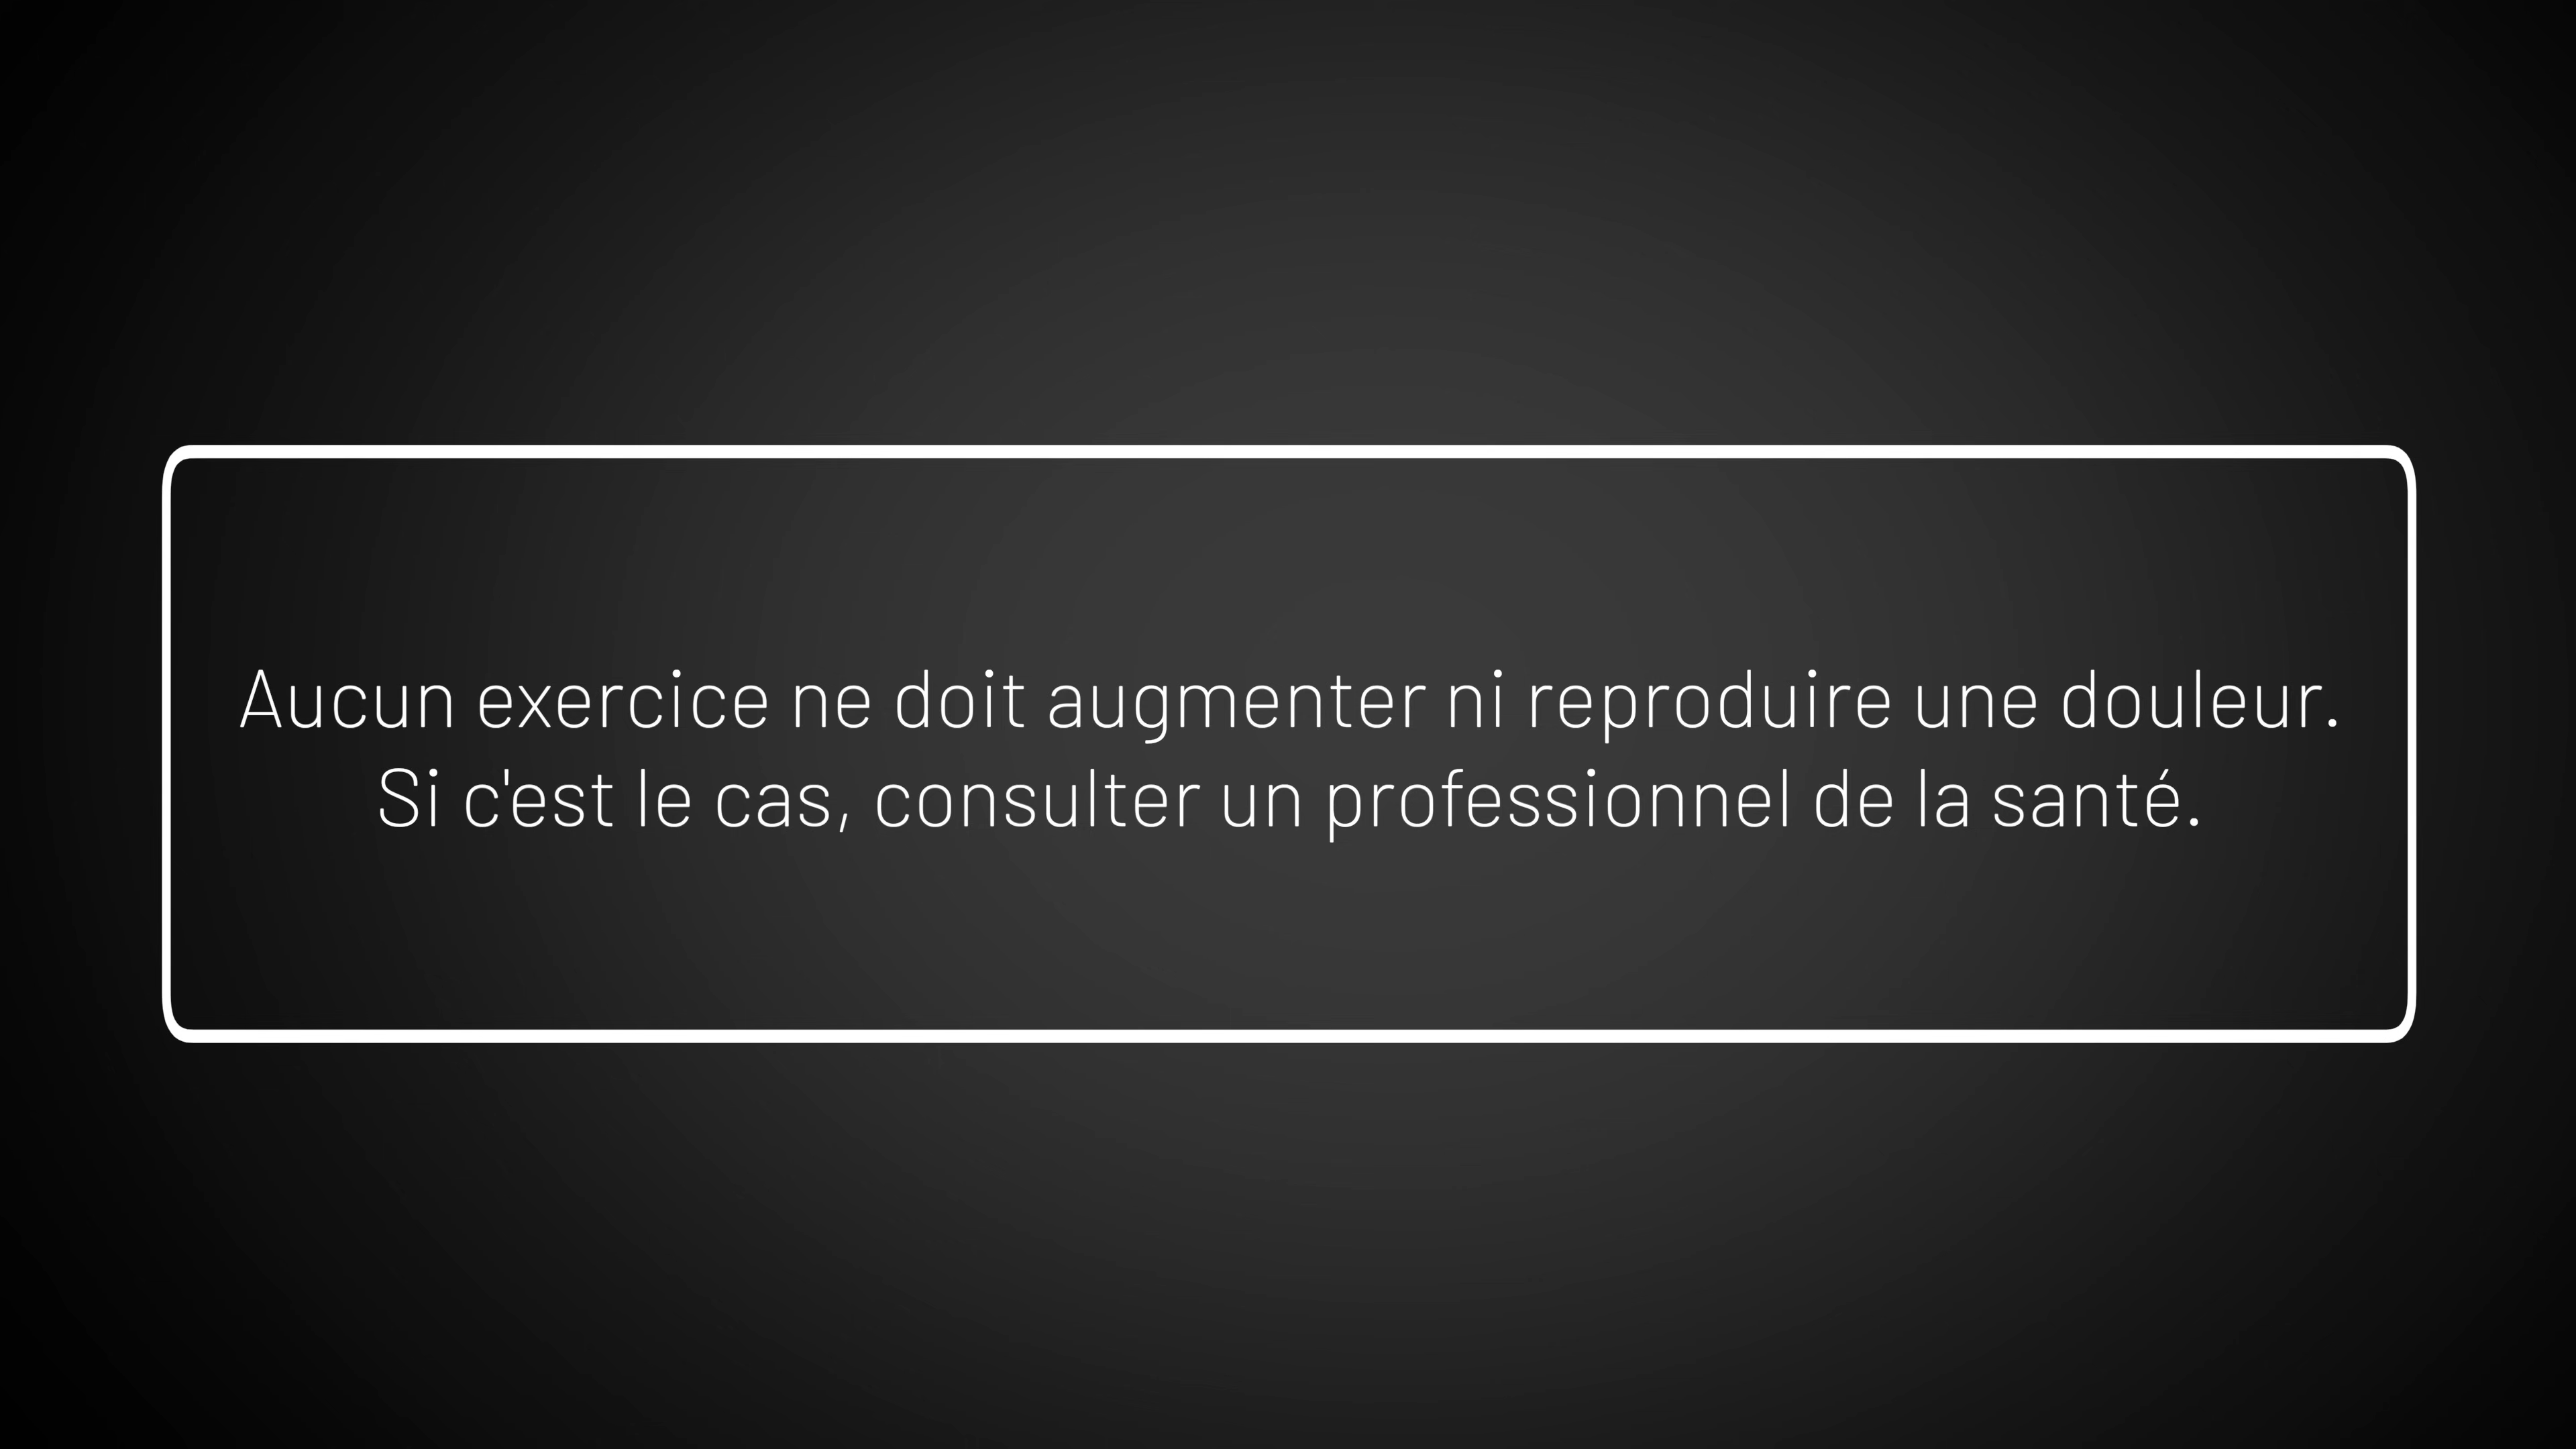 Aucun exercice ne doit augmenter ni reproduire une douleur.
Si c'est le cas, consulter un professionnel de la santé.